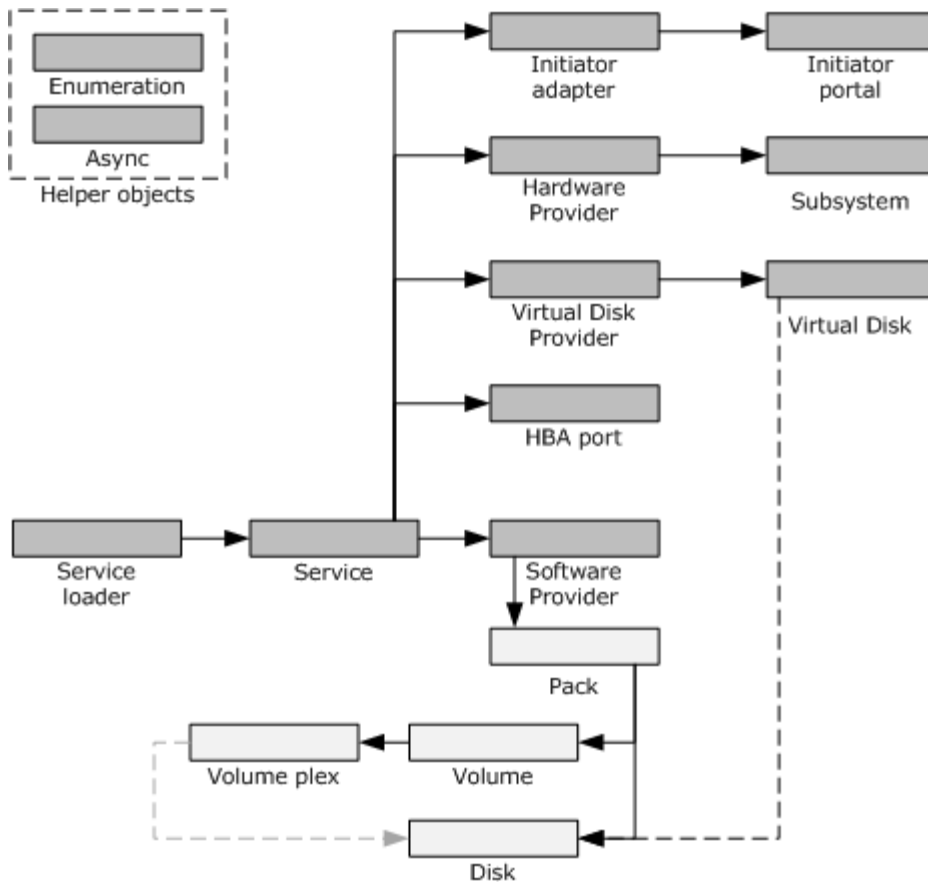 Enumeration
Async
Helper objects
Initiator
adapter
Initiator
portal
Hardware
Provider
Subsystem
Virtual Disk
Provider
Virtual Disk
HBA port
Service
loader
Service
Software
Provider
Pack
Volume plex
Volume
Disk